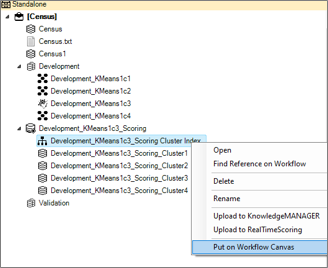 Standalone
[Census]
Census
Census.txt
Census1
Development
Development_KMeans1c1
Development_KMeans1c2
Development_KMeans1c3
Development_KMeans1c4
Development_KMeans1c3_Scoring
Development_KMeans1c3_Scoring Cluster Index
Development_KMeans1c3_Scoring_Cluster1
Development_KMeans1c3_Scoring_Cluster2
Development_KMeans1c3_Scoring_Cluster3
Development_KMeans1c3_Scoring_Cluster4
Validation
Open
Find Reference on Workflow
Delete
Rename
Upload to KnowledgeMANAGER
Upload to RealTimeScoring
Put on Workflow Canvas